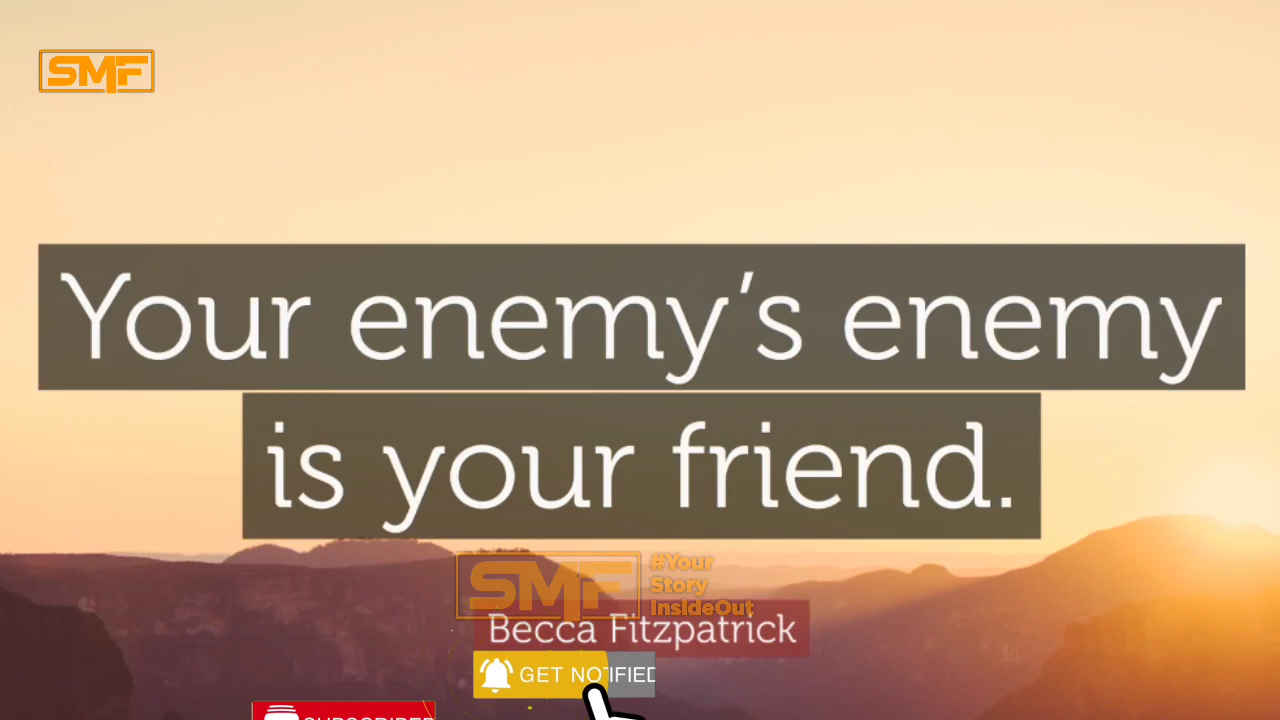 SMF
Your enemy's enemy
is your friend.
SMF
#Your
Story
InsideOut
Becca Fitzpatrick
GET NOTIFIED